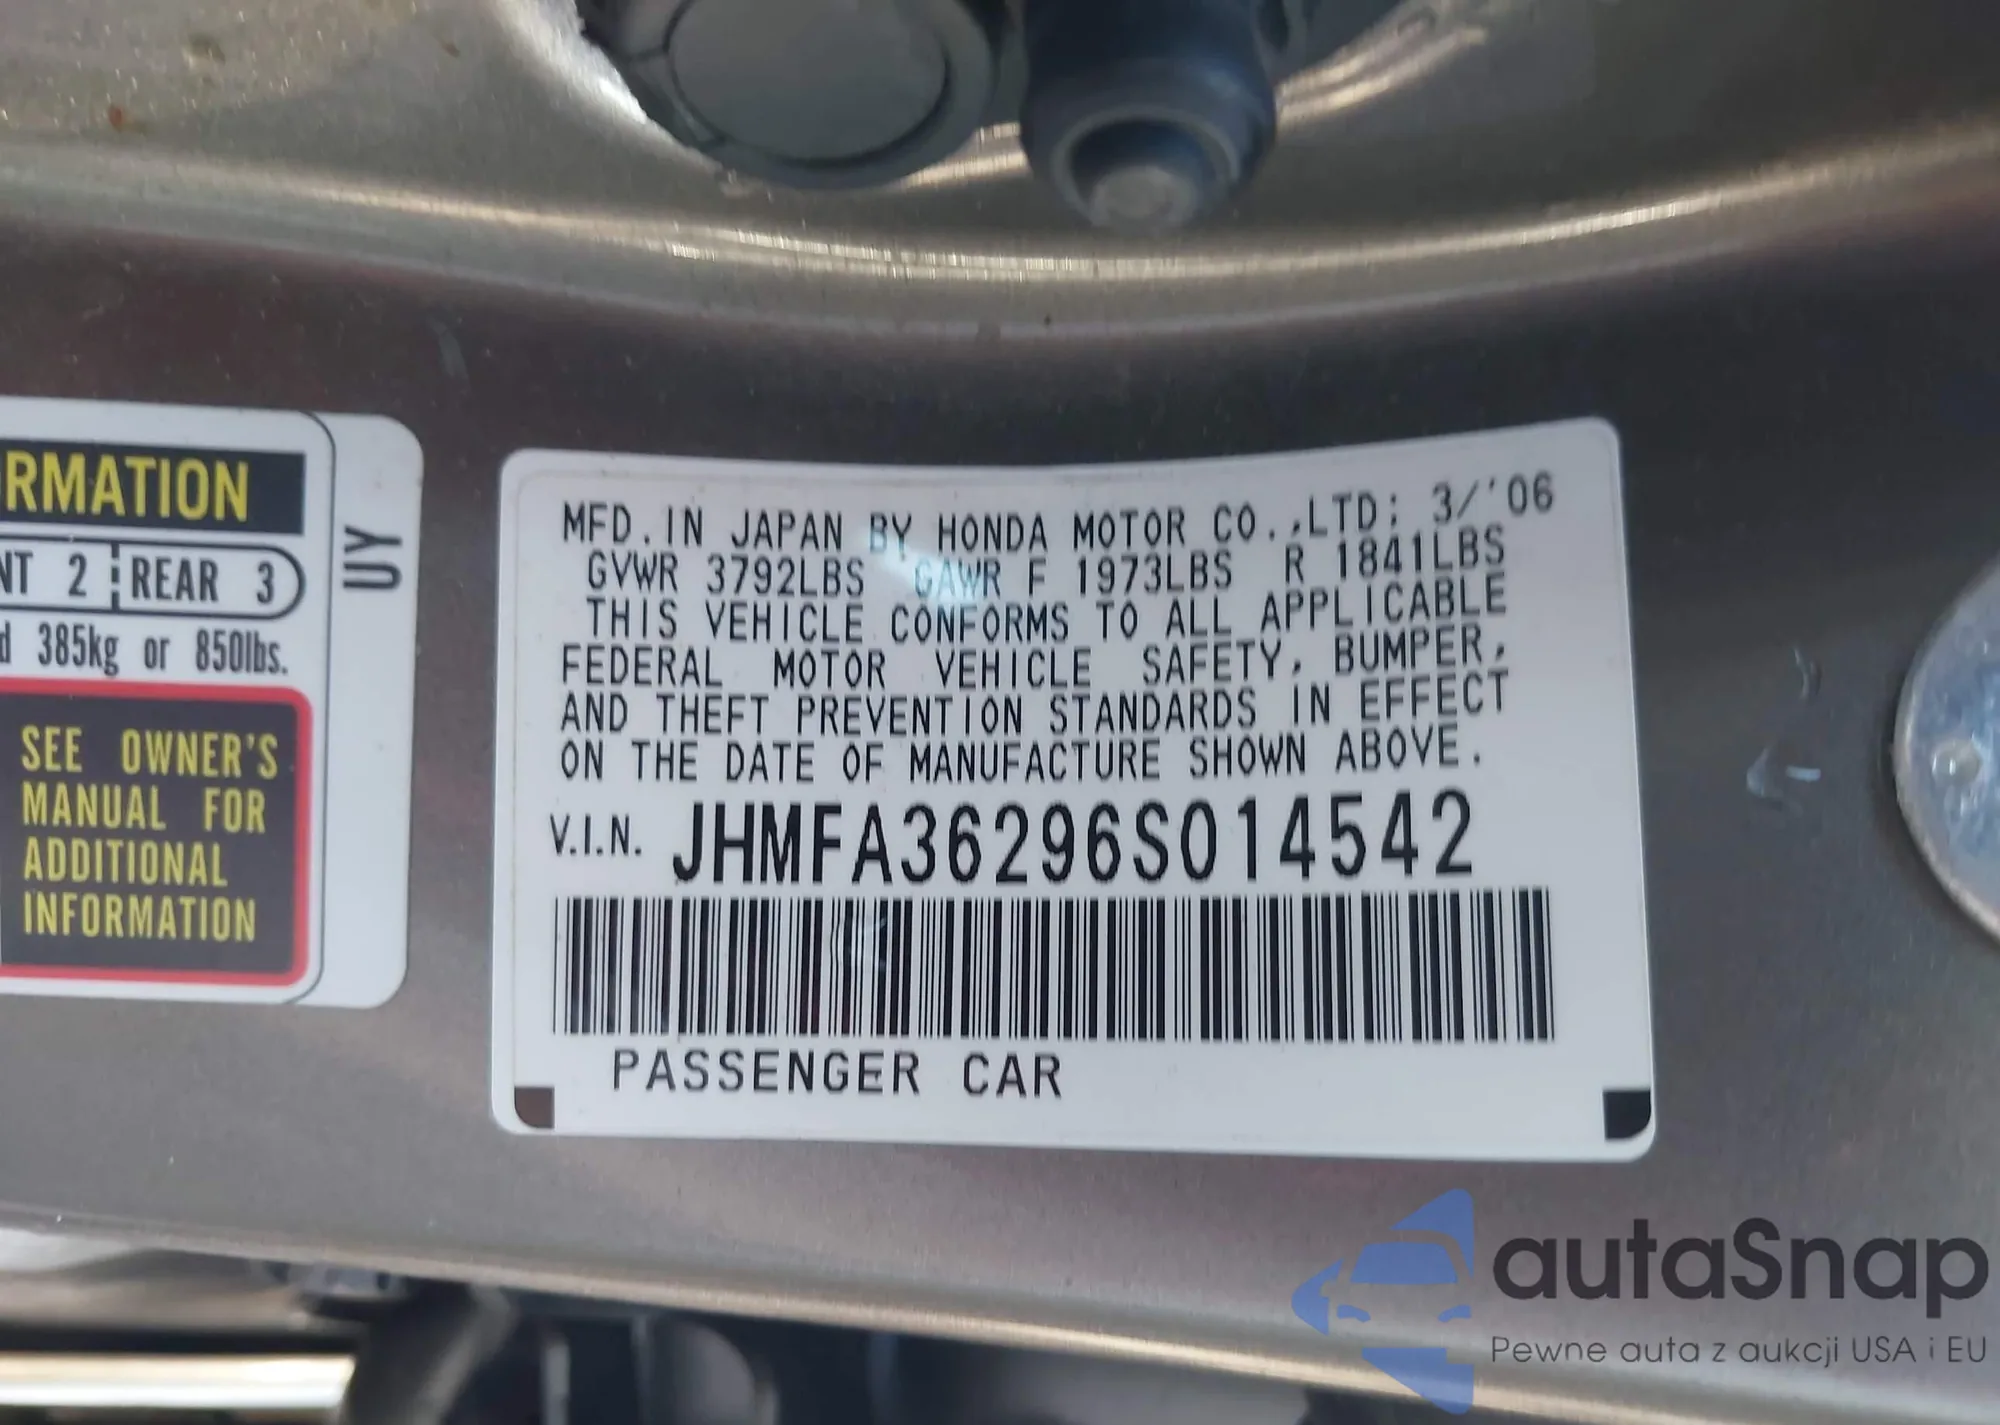 RMATION
NT 2 REAR 3
d 385kg or 850lbs.
SEE OWNER'S
MANUAL FOR
ADDITIONAL
INFORMATION
UY
MFD. IN JAPAN BY HONDA MOTOR CO.,LTD; 3/'06
GVWR 3792LBS GAWR F 1973LBS R 1841LBS
THIS VEHICLE CONFORMS TO ALL APPLICABLE
FEDERAL MOTOR VEHICLE SAFETY, BUMPER,
AND THEFT PREVENTION STANDARDS IN EFFECT
ON THE DATE OF MANUFACTURE SHOWN ABOVE.
V.I.N. JHMFA36296S014542
PASSENGER CAR
autaSnap
Pewne auta z aukcji USA i EU